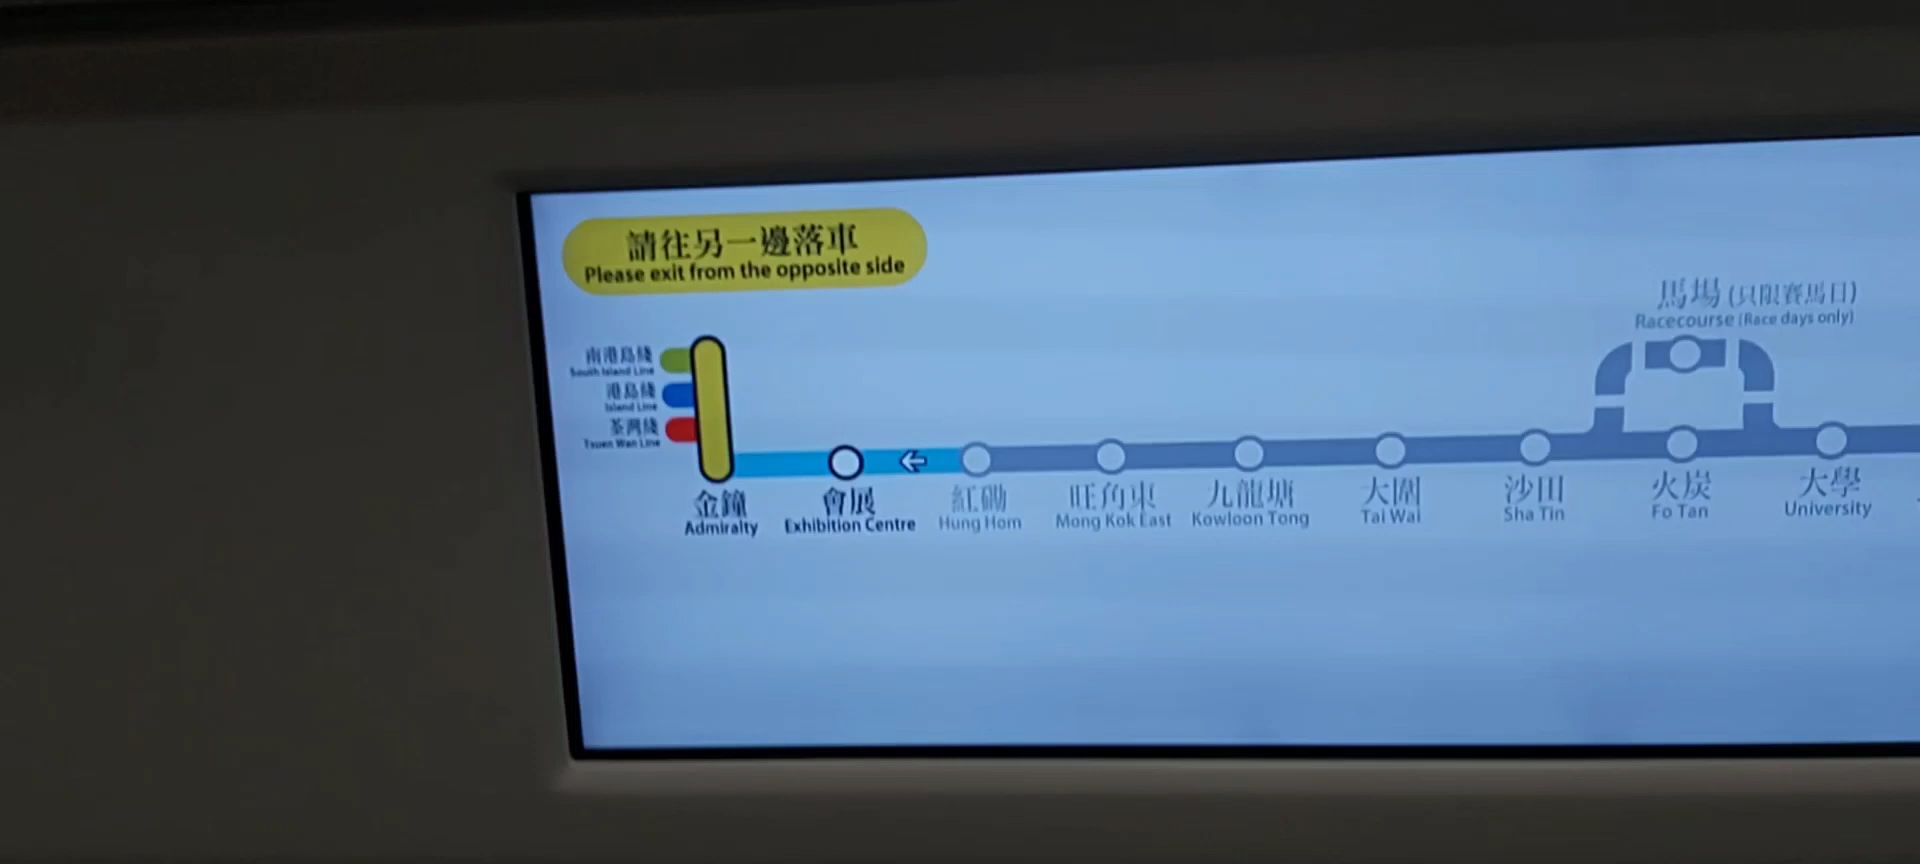 請往另一邊落車
Please exit from the opposite side
馬場 (只限賽馬日)
Racecourse (Race days only)
南港島綫
South Island Line
港島綫
Island Line
荃灣綫
Tsuen Wan Line
金鐘
Admiralty
會展
Exhibition Centre
紅磡
Hung Hom
旺角東
Mong Kok East
九龍塘
Kowloon Tong
大圍
Tai Wai
沙田
Sha Tin
火炭
Fo Tan
大學
University